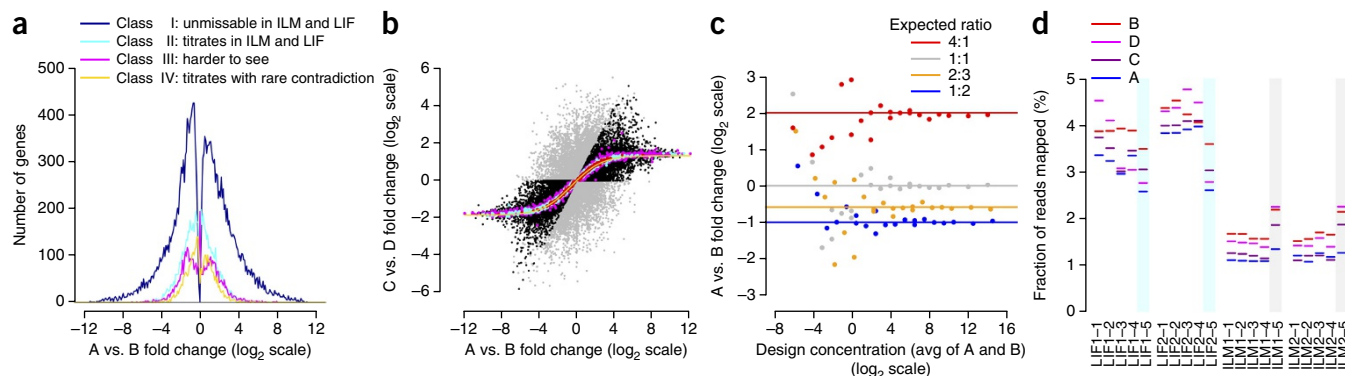 a
Class I: unmissable in ILM and LIF
Class II: titrates in ILM and LIF
Class III: harder to see
Class IV: titrates with rare contradiction
500
400
300
200
100
0
Number of genes
−12 −8 −4 0 4 8 12
A vs. B fold change (log2 scale)
b
6
4
2
0
−2
−4
−6
C vs. D fold change (log2 scale)
−12 −8 −4 0 4 8 12
A vs. B fold change (log2 scale)
c
Expected ratio
4:1
1:1
2:3
1:2
3
2
1
0
−1
−2
−3
A vs. B fold change (log2 scale)
−8 −4 0 4 8 12 16
Design concentration (avg of A and B)
(log2 scale)
d
B
D
C
A
5
4
3
2
1
0
Fraction of reads mapped (%)
LIF1−1
LIF1−2
LIF1−3
LIF1−4
LIF1−5
LIF2−1
LIF2−2
LIF2−3
LIF2−4
LIF2−5
ILM1−1
ILM1−2
ILM1−3
ILM1−4
ILM1−5
ILM2−1
ILM2−2
ILM2−3
ILM2−4
ILM2−5